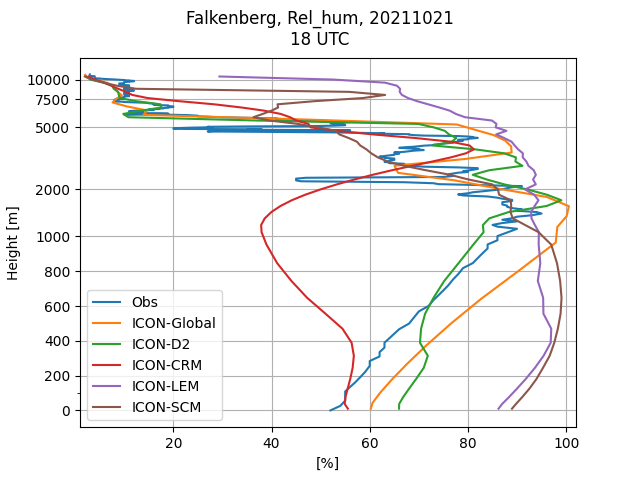 Falkenberg, Rel_hum, 20211021
18 UTC
Height [m]
10000
7500
5000
2000
1000
800
600
400
200
0
Obs
ICON-Global
ICON-D2
ICON-CRM
ICON-LEM
ICON-SCM
20 40 60 80 100
[%]